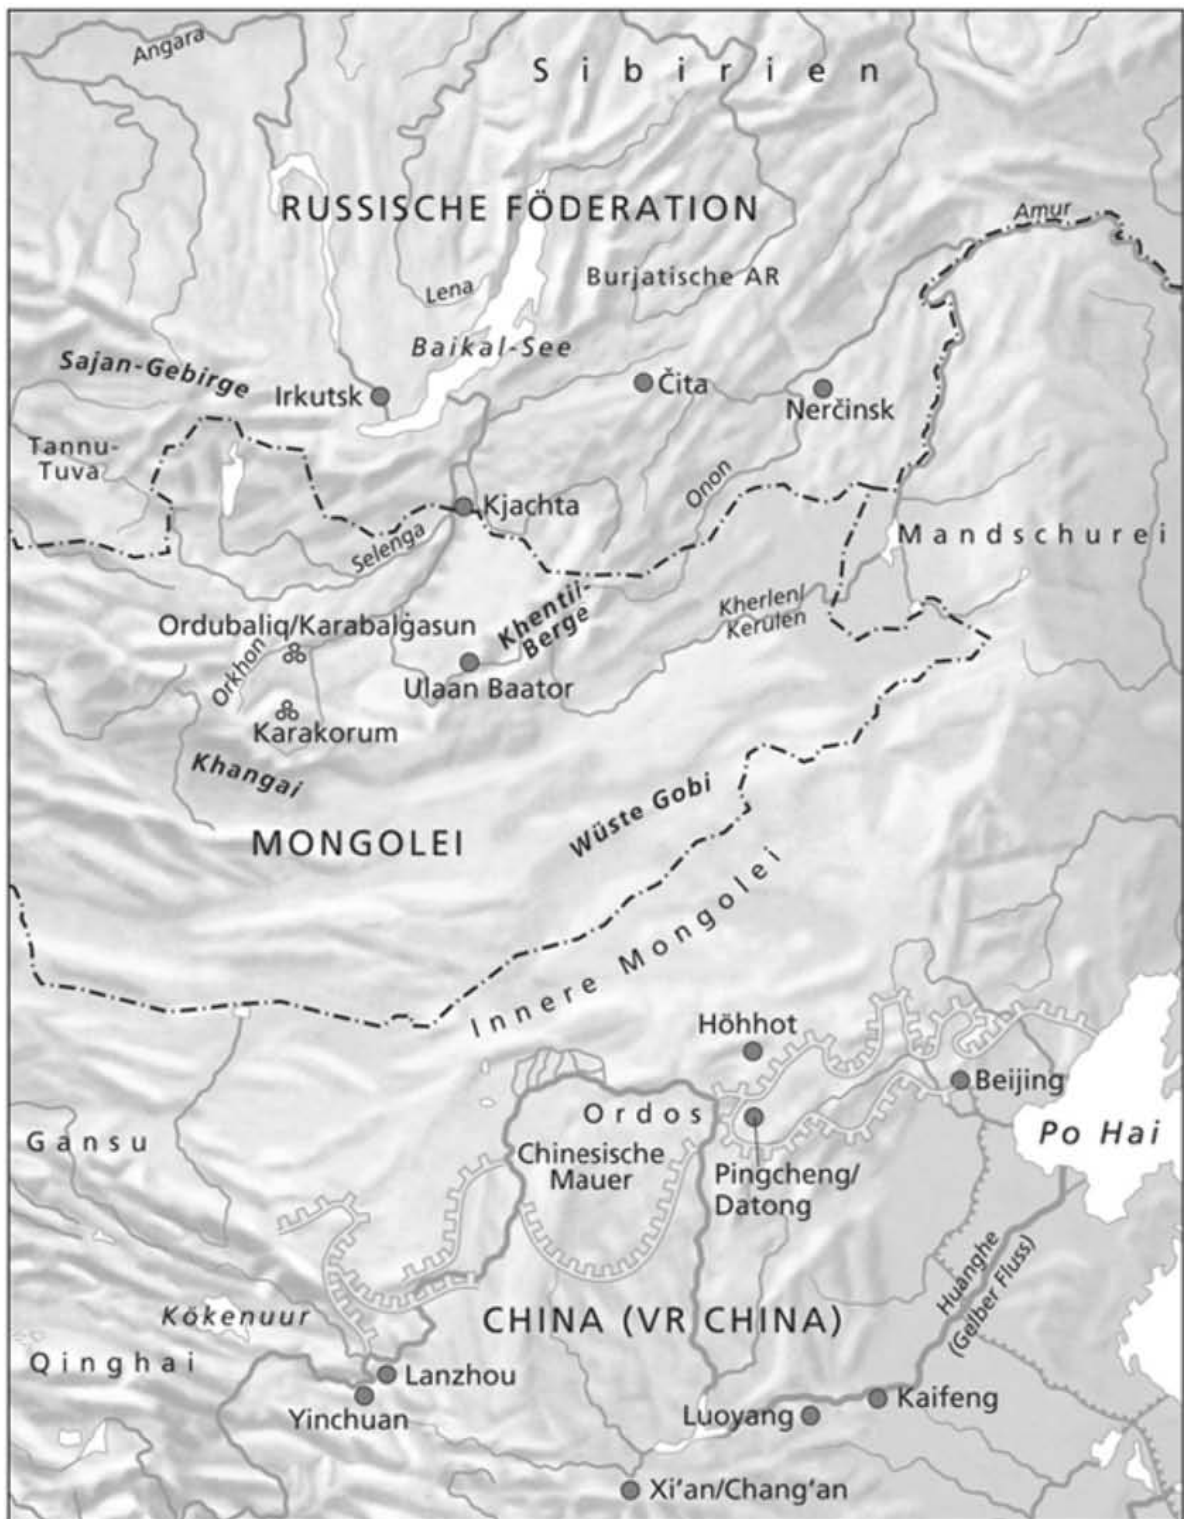 Angara
Sibirien
RUSSISCHE FÖDERATION
Amur
Lena
Burjatische AR
Baikal-See
Sajan-Gebirge
Irkutsk
Čita
Nerčinsk
Tannu-
Tuva
Onon
Kjachta
Selenga
Mandschurei
Khentii-
Berge
Kherlen/
Kerulen
Ordubaliq/Karabalġasun
Orkhon
Ulaan Baator
Karakorum
Khangai
Wüste Gobi
MONGOLEI
Innere Mongolei
Höhhot
Beijing
Ordos
Po Hai
Gansu
Chinesische
Mauer
Pingcheng/
Datong
Huanghe
(Gelber Fluss)
Kökenuur
CHINA (VR CHINA)
Qinghai
Lanzhou
Yinchuan
Kaifeng
Luoyang
Xi'an/Chang'an